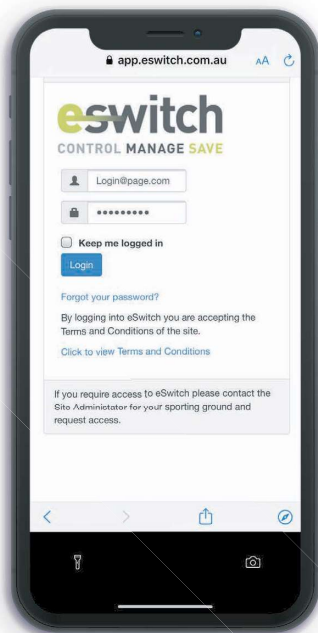 app.eswitch.com.au AA
eswitch
CONTROL MANAGE SAVE
Login@page.com
Keep me logged in
Login
Forgot your password?
By logging into eSwitch you are accepting the
Terms and Conditions of the site.
Click to view Terms and Conditions
If you require access to eSwitch please contact the
Site Administator for your sporting ground and
request access.